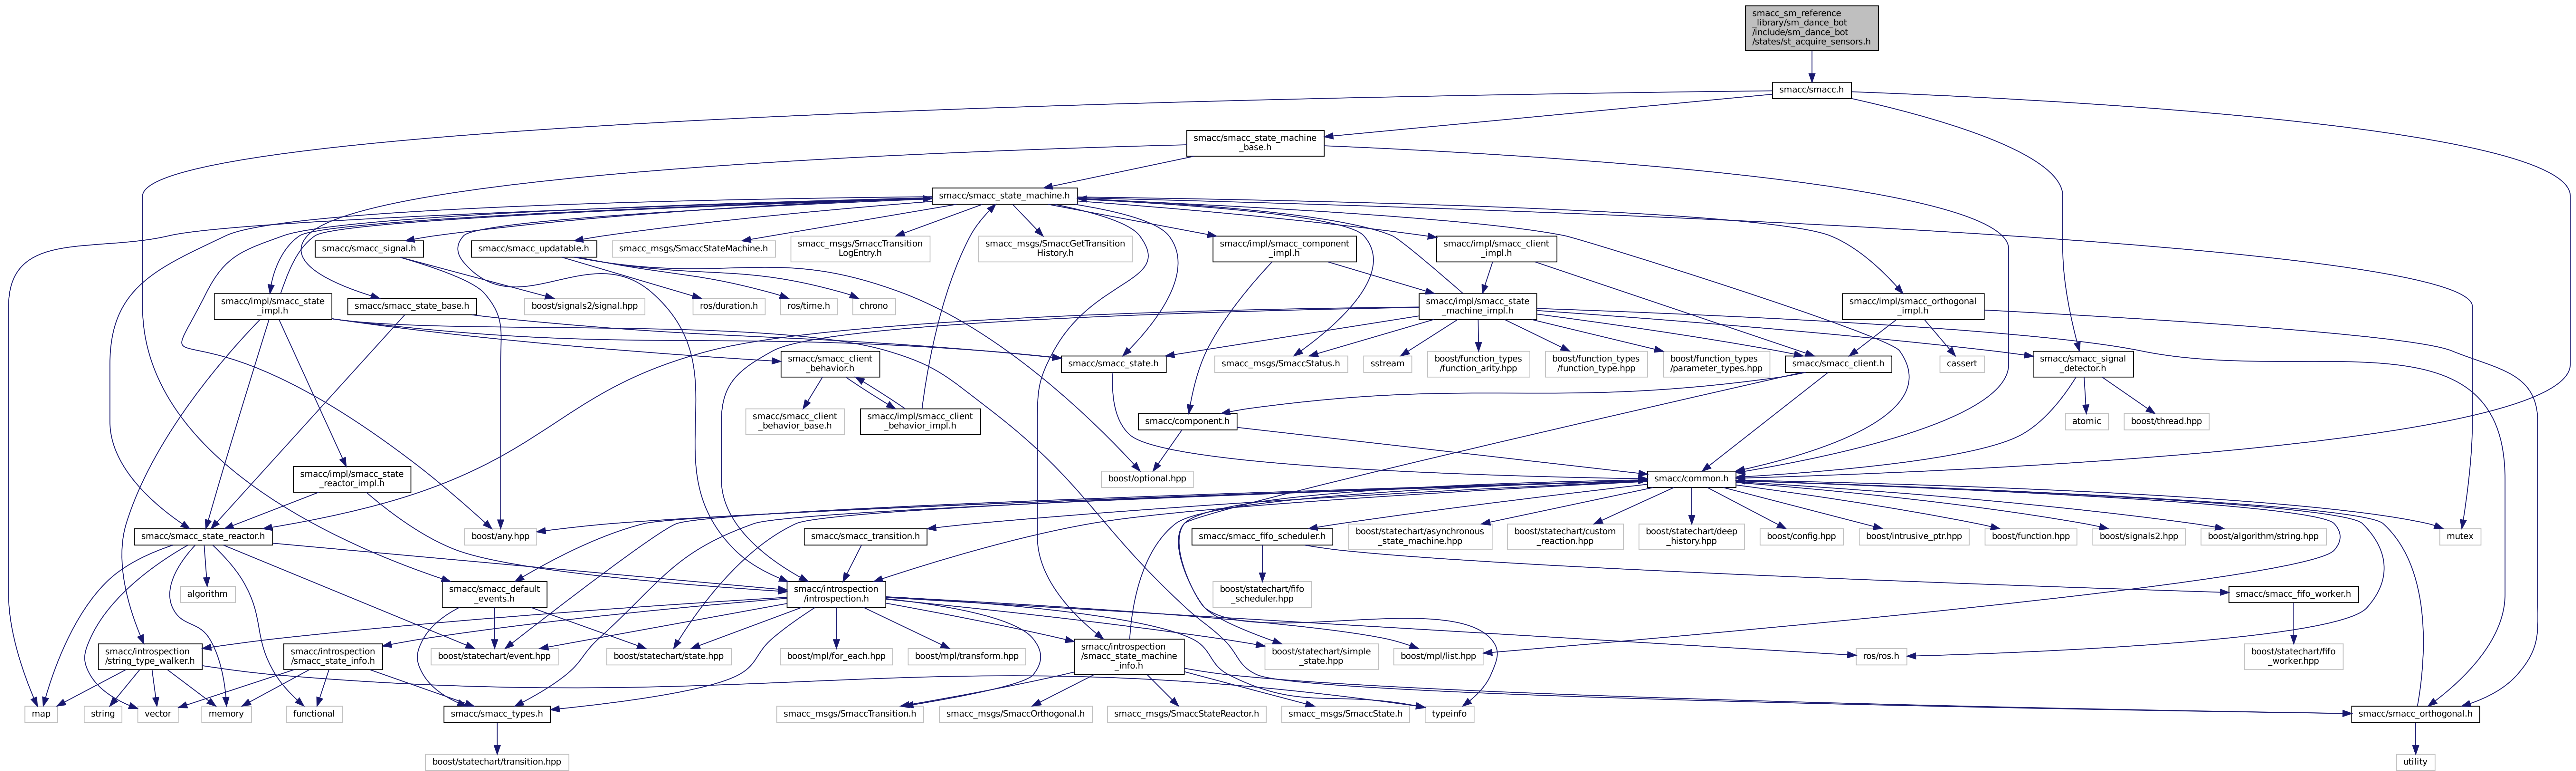 smacc_sm_reference
_library/sm_dance_bot
/include/sm_dance_bot
/states/st_acquire_sensors.h
smacc/smacc.h
smacc/smacc_state_machine
_base.h
smacc/smacc_state_machine.h
smacc/smacc_signal.h
smacc/smacc_updatable.h
smacc_msgs/SmaccStateMachine.h
smacc_msgs/SmaccTransition
LogEntry.h
smacc_msgs/SmaccGetTransition
History.h
smacc/impl/smacc_component
_impl.h
smacc/impl/smacc_client
_impl.h
smacc/impl/smacc_state
_impl.h
smacc/smacc_state_base.h
boost/signals2/signal.hpp
ros/duration.h
ros/time.h
chrono
smacc/impl/smacc_state
_machine_impl.h
smacc/impl/smacc_orthogonal
_impl.h
smacc/smacc_client
_behavior.h
smacc/smacc_state.h
smacc_msgs/SmaccStatus.h
sstream
boost/function_types
/function_arity.hpp
boost/function_types
/function_type.hpp
boost/function_types
/parameter_types.hpp
smacc/smacc_client.h
cassert
smacc/smacc_signal
_detector.h
smacc/smacc_client
_behavior_base.h
smacc/impl/smacc_client
_behavior_impl.h
smacc/component.h
atomic
boost/thread.hpp
smacc/impl/smacc_state
_reactor_impl.h
boost/optional.hpp
smacc/common.h
smacc/smacc_state_reactor.h
boost/any.hpp
smacc/smacc_transition.h
smacc/smacc_fifo_scheduler.h
boost/statechart/asynchronous
_state_machine.hpp
boost/statechart/custom
_reaction.hpp
boost/statechart/deep
_history.hpp
boost/config.hpp
boost/intrusive_ptr.hpp
boost/function.hpp
boost/signals2.hpp
boost/algorithm/string.hpp
mutex
algorithm
smacc/smacc_default
_events.h
smacc/introspection
/introspection.h
boost/statechart/fifo
_scheduler.hpp
smacc/smacc_fifo_worker.h
smacc/introspection
/string_type_walker.h
smacc/introspection
/smacc_state_info.h
boost/statechart/event.hpp
boost/statechart/state.hpp
boost/mpl/for_each.hpp
boost/mpl/transform.hpp
smacc/introspection
/smacc_state_machine
_info.h
boost/statechart/simple
_state.hpp
boost/mpl/list.hpp
ros/ros.h
boost/statechart/fifo
_worker.hpp
map
string
vector
memory
functional
smacc/smacc_types.h
smacc_msgs/SmaccTransition.h
smacc_msgs/SmaccOrthogonal.h
smacc_msgs/SmaccStateReactor.h
smacc_msgs/SmaccState.h
typeinfo
smacc/smacc_orthogonal.h
boost/statechart/transition.hpp
utility